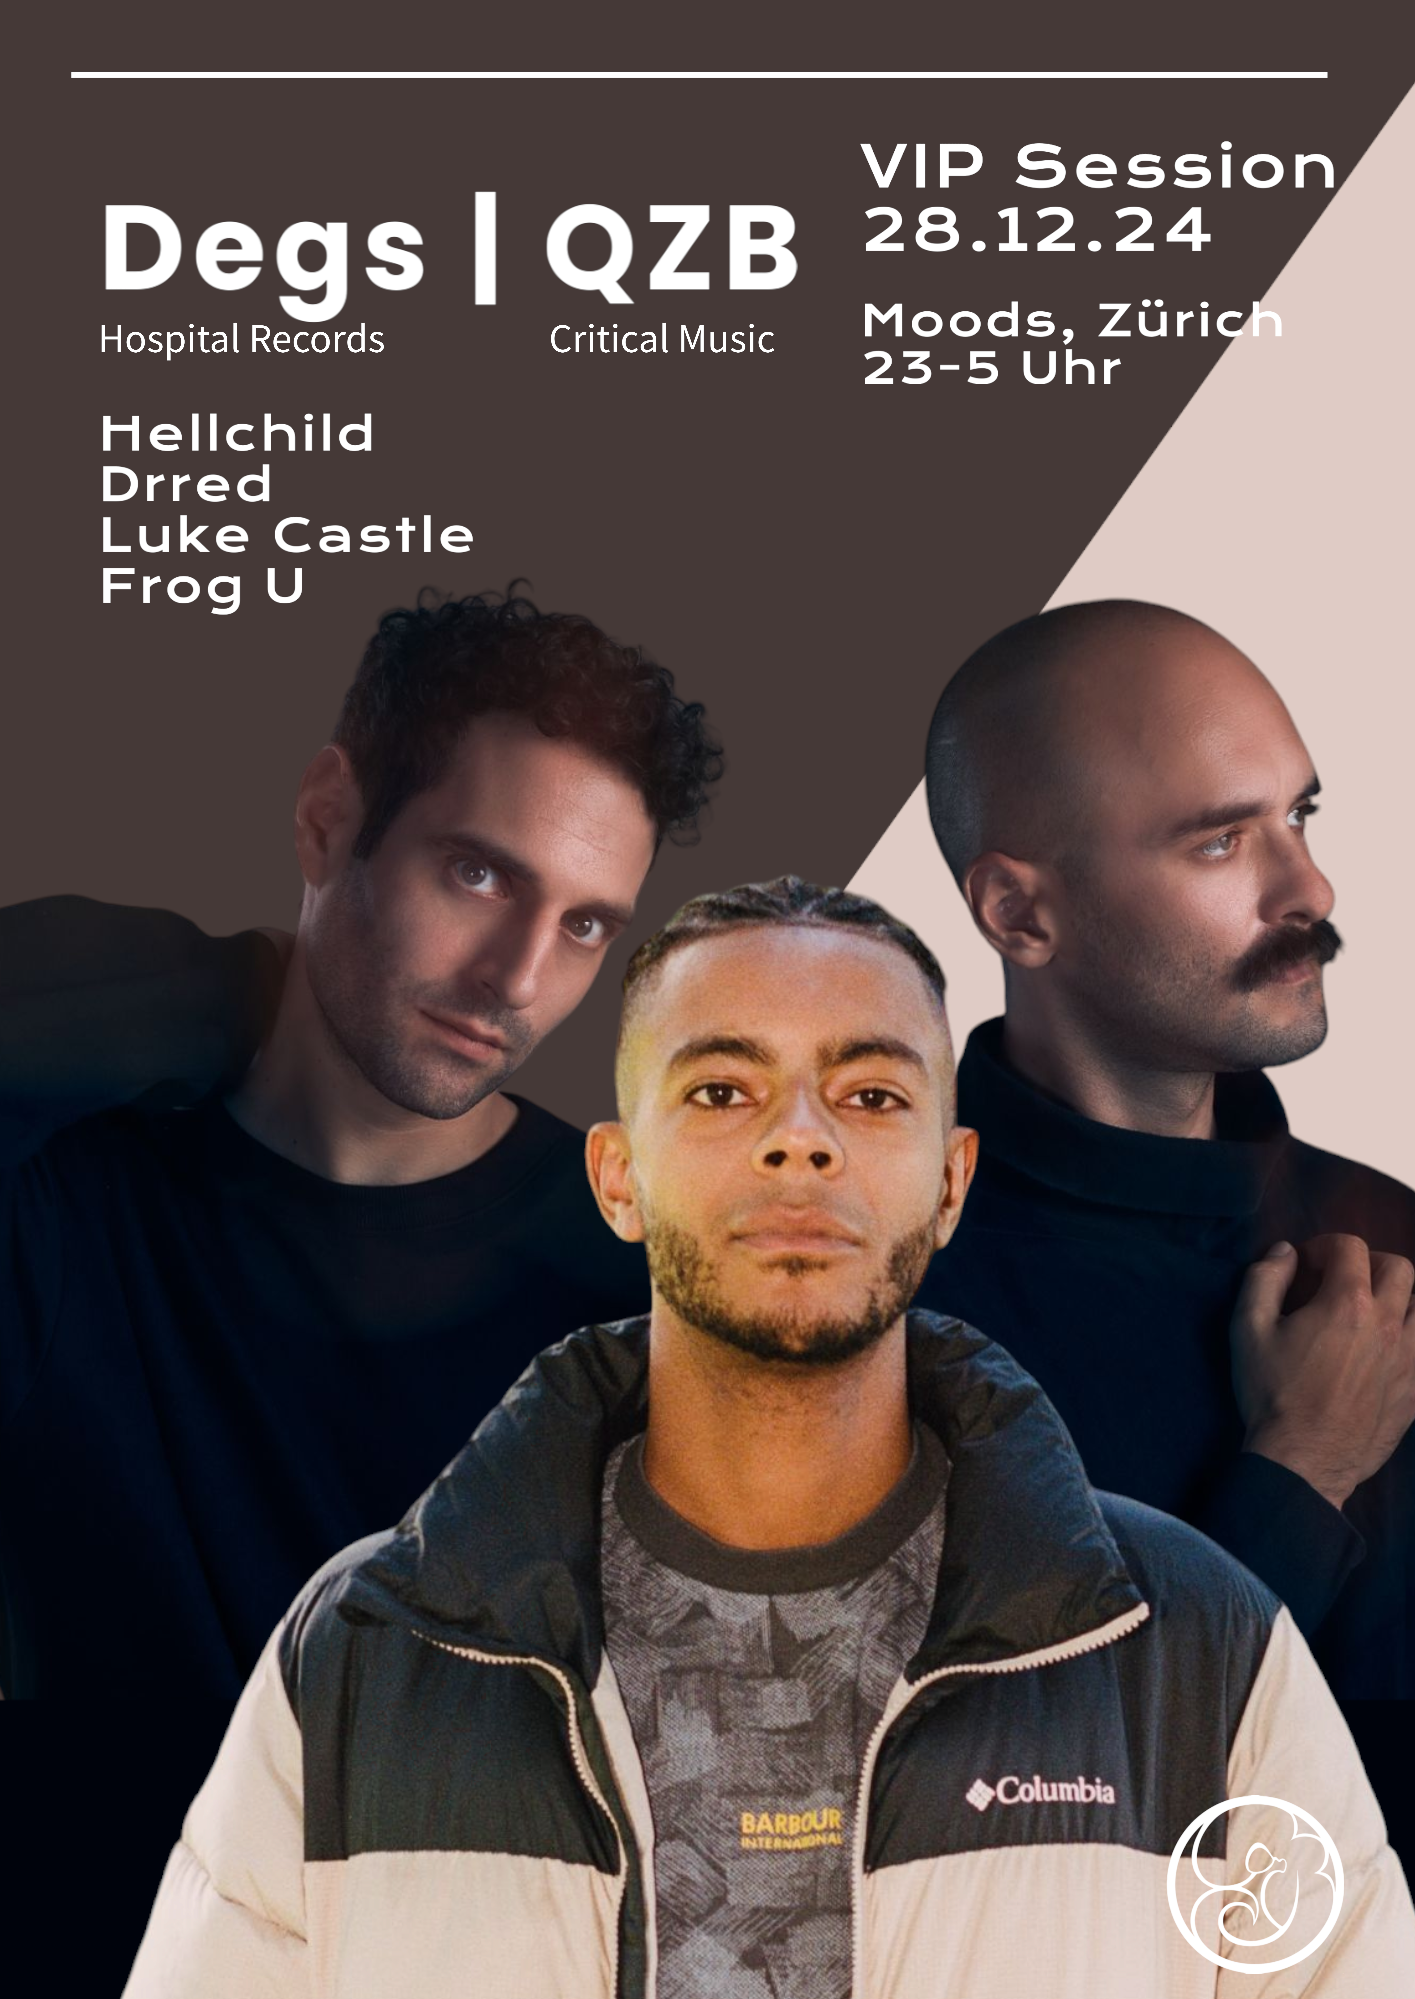 Degs | QZB
Hospital Records
Critical Music
VIP Session
28.12.24
Moods, Zürich
23-5 Uhr
Hellchild
Drred
Luke Castle
Frog U
Columbia
BARBOUR
INTERNATIONAL